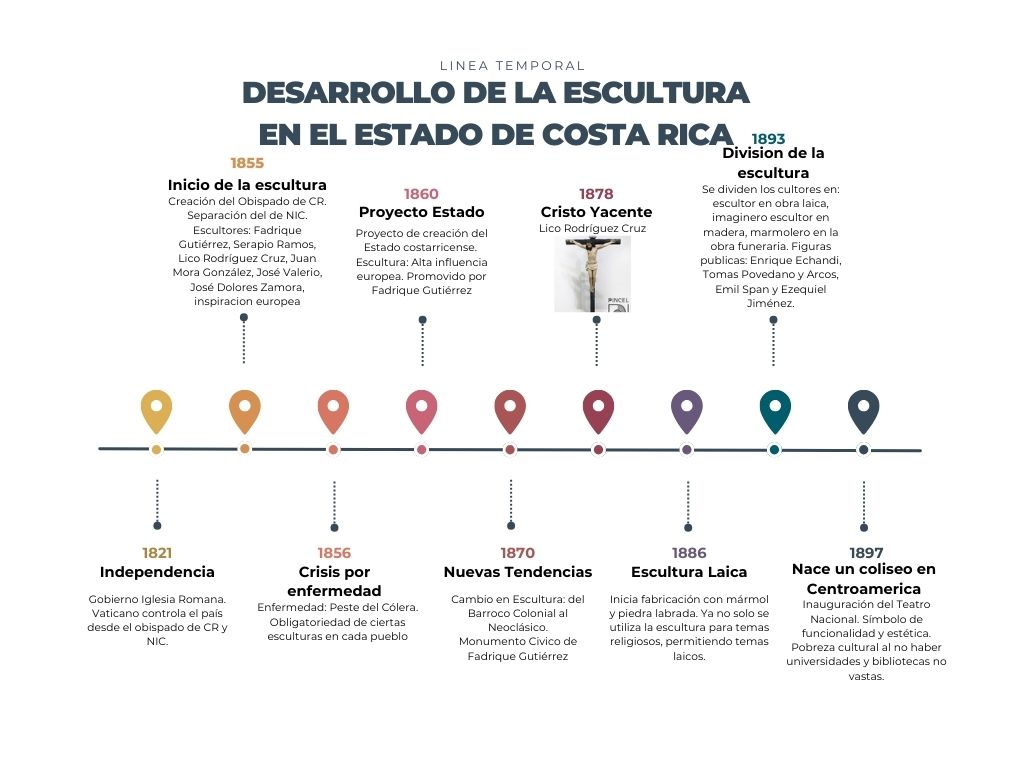 LINEA TEMPORAL
DESARROLLO DE LA ESCULTURA
EN EL ESTADO DE COSTA RICA
1855
Inicio de la escultura
Creación del Obispado de CR.
Separación del de NIC.
Escultores: Fadrique
Gutiérrez, Serapio Ramos,
Lico Rodríguez Cruz, Juan
Mora González, José Valerio,
José Dolores Zamora,
inspiracion europea
1860
Proyecto Estado
Proyecto de creación del
Estado costarricense.
Escultura: Alta influencia
europea. Promovido por
Fadrique Gutiérrez
1878
Cristo Yacente
Lico Rodríguez Cruz
PINCEL
1893
Division de la
escultura
Se dividen los cultores en:
escultor en obra laica,
imaginero escultor en
madera, marmolero en la
obra funeraria. Figuras
publicas: Enrique Echandi,
Tomas Povedano y Arcos,
Emil Span y Ezequiel
Jiménez.
1821
Independencia
Gobierno Iglesia Romana.
Vaticano controla el país
desde el obispado de CR y
NIC.
1856
Crisis por
enfermedad
Enfermedad: Peste del Cólera.
Obligatoriedad de ciertas
esculturas en cada pueblo
1870
Nuevas Tendencias
Cambio en Escultura: del
Barroco Colonial al
Neoclásico.
Monumento Civico de
Fadrique Gutiérrez
1886
Escultura Laica
Inicia fabricación con mármol
y piedra labrada. Ya no solo se
utiliza la escultura para temas
religiosos, permitiendo temas
laicos.
1897
Nace un coliseo en
Centroamerica
Inauguración del Teatro
Nacional. Símbolo de
funcionalidad y estética.
Pobreza cultural al no haber
universidades y bibliotecas no
vastas.